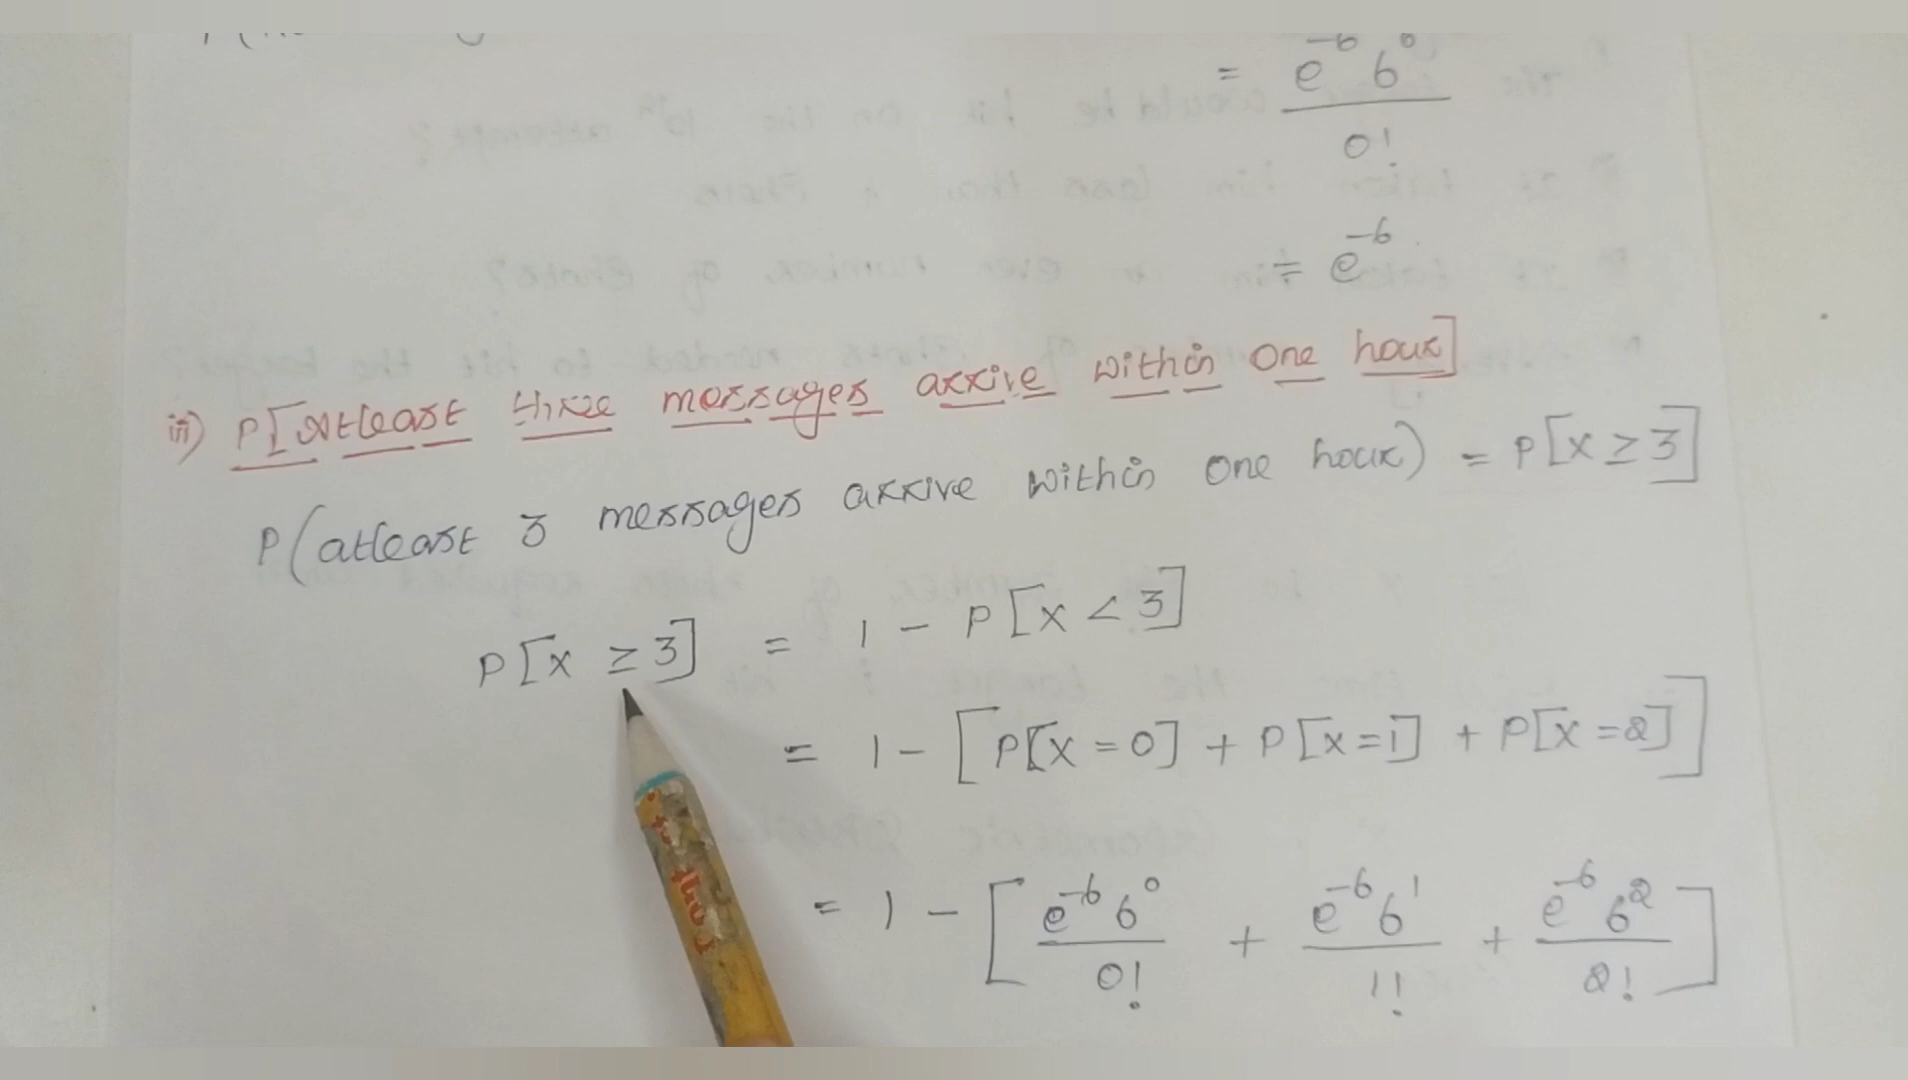 = e^{-6} 6^0 / 0!
= e^{-6}
iii) P[Atleast three messages arrive within one hour]
P(atleast 3 messages arrive within one hour) = P[X ≥ 3]
P[X ≥ 3] = 1 - P[X < 3]
= 1 - [P[X = 0] + P[X = 1] + P[X = 2]]
= 1 - [e^{-6} 6^0 / 0! + e^{-6} 6^1 / 1! + e^{-6} 6^2 / 2!]